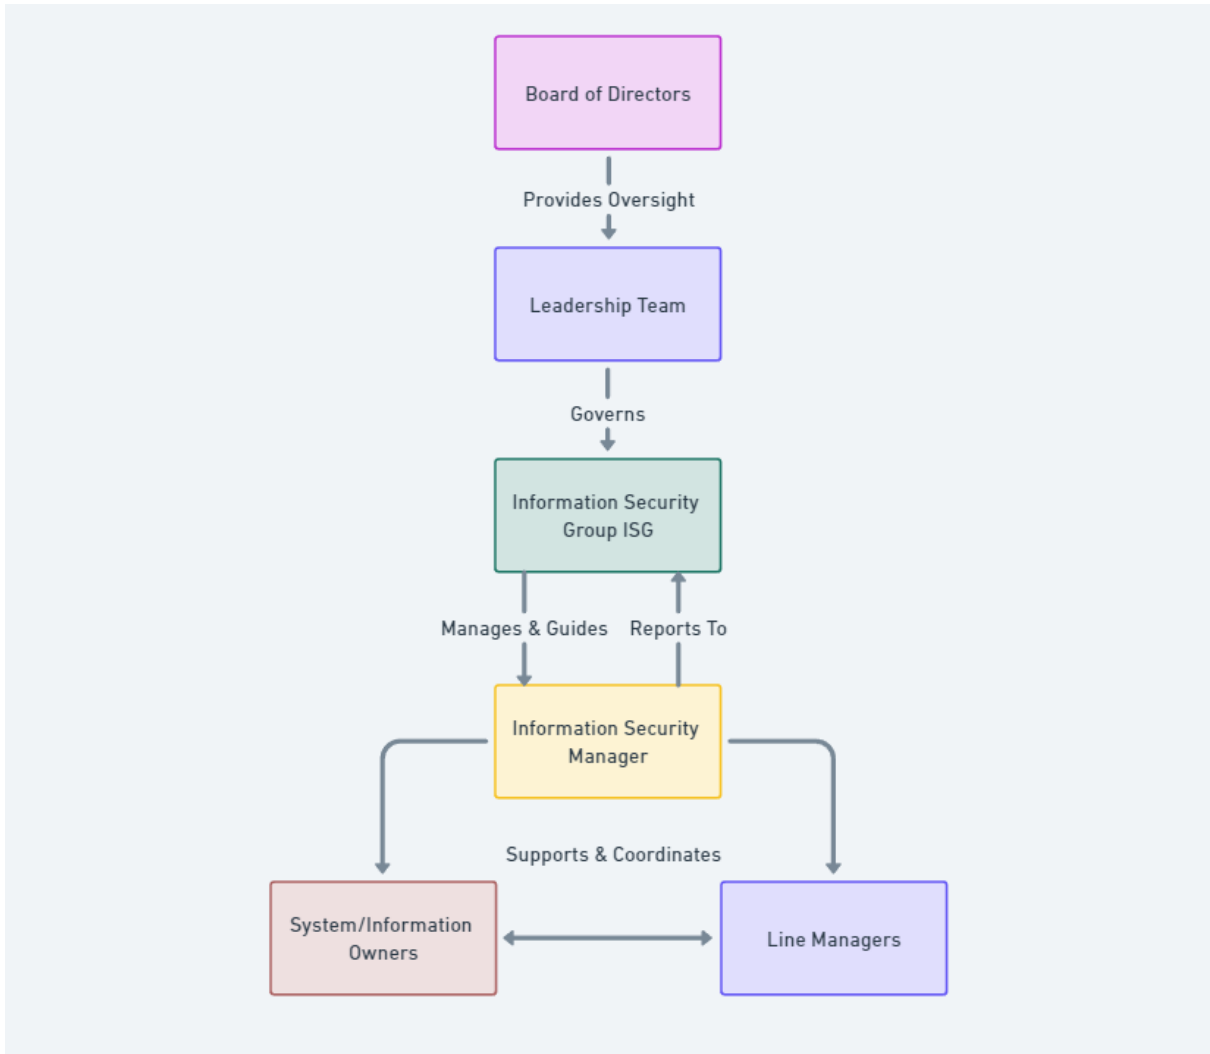 Board of Directors
Provides Oversight
Leadership Team
Governs
Information Security
Group ISG
Manages & Guides
Reports To
Information Security
Manager
Supports & Coordinates
System/Information
Owners
Line Managers